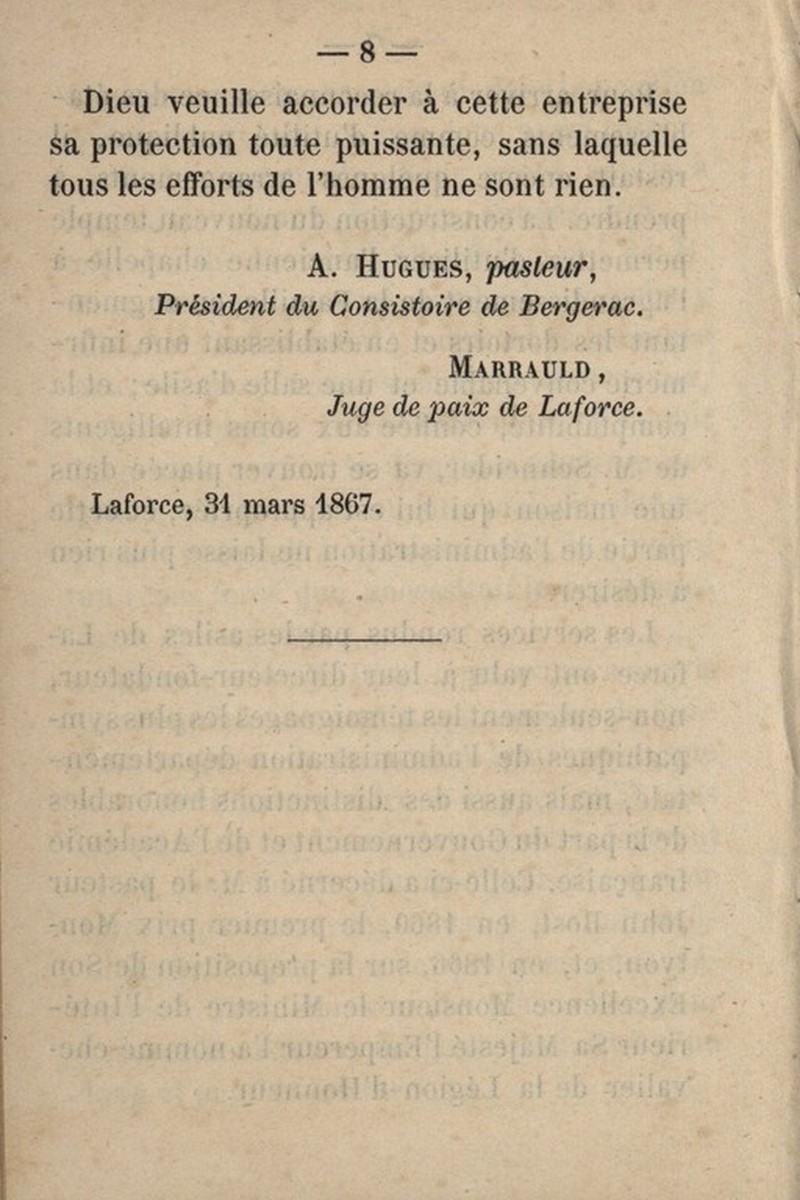 — 8 —
Dieu veuille accorder à cette entreprise
sa protection toute puissante, sans laquelle
tous les efforts de l'homme ne sont rien.
A. Hugues, pasteur,
Président du Consistoire de Bergerac.
Marrauld,
Juge de paix de Laforce.
Laforce, 31 mars 1867.